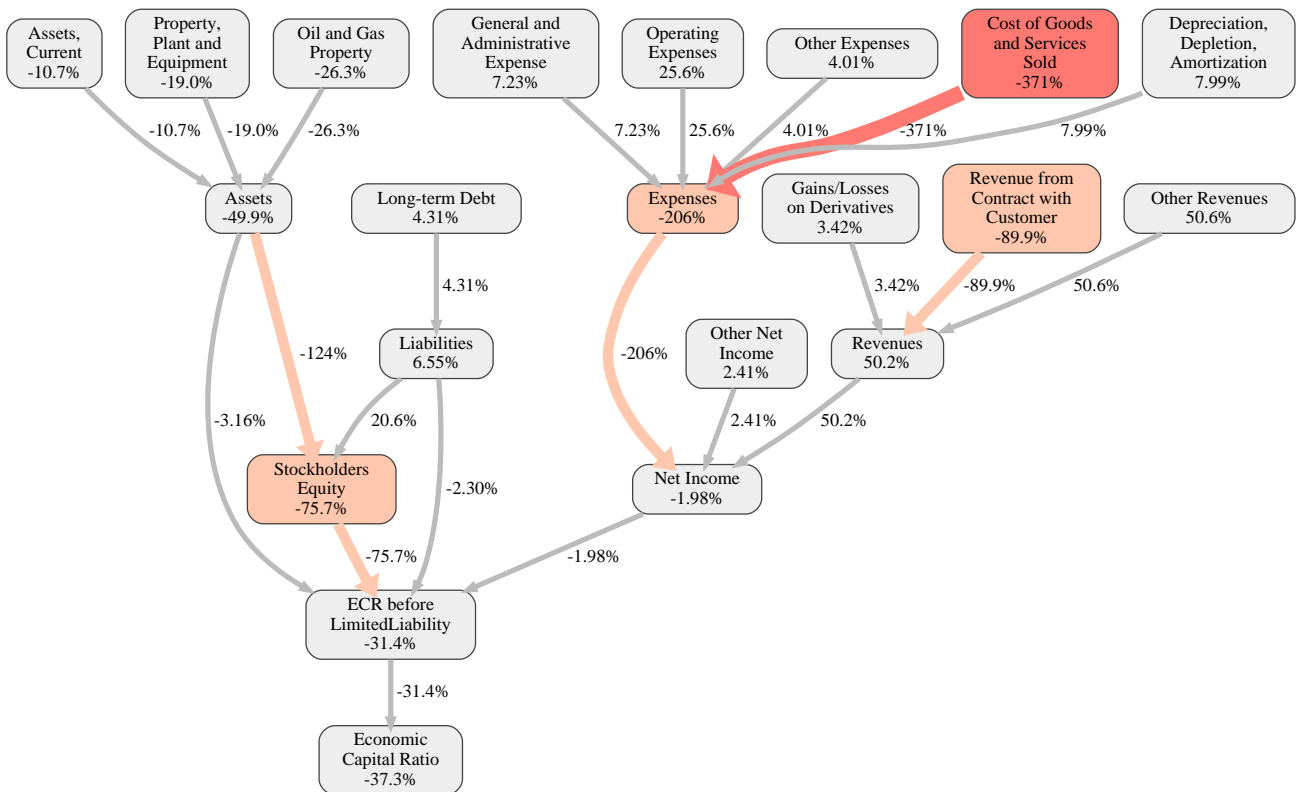 Assets,
Current
-10.7%
Property,
Plant and
Equipment
-19.0%
Oil and Gas
Property
-26.3%
General and
Administrative
Expense
7.23%
Operating
Expenses
25.6%
Other Expenses
4.01%
Cost of Goods
and Services
Sold
-371%
Depreciation,
Depletion,
Amortization
7.99%
-10.7%
-19.0%
-26.3%
7.23%
25.6%
4.01%
-371%
7.99%
Assets
-49.9%
Long-term Debt
4.31%
Expenses
-206%
Gains/Losses
on Derivatives
3.42%
Revenue from
Contract with
Customer
-89.9%
Other Revenues
50.6%
4.31%
3.42%
-89.9%
50.6%
-124%
Liabilities
6.55%
-206%
Other Net
Income
2.41%
Revenues
50.2%
-3.16%
20.6%
2.41%
50.2%
Stockholders
Equity
-75.7%
-2.30%
Net Income
-1.98%
-75.7%
-1.98%
ECR before
LimitedLiability
-31.4%
-31.4%
Economic
Capital Ratio
-37.3%